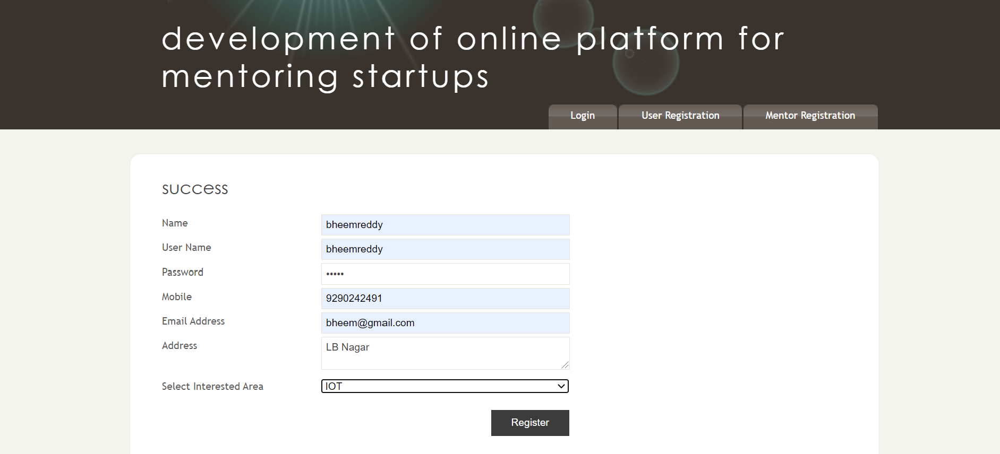 development of online platform for
mentoring startups
Login User Registration Mentor Registration
success
Name bheemreddy
User Name bheemreddy
Password •••••
Mobile 9290242491
Email Address bheem@gmail.com
Address LB Nagar
Select Interested Area IOT
Register